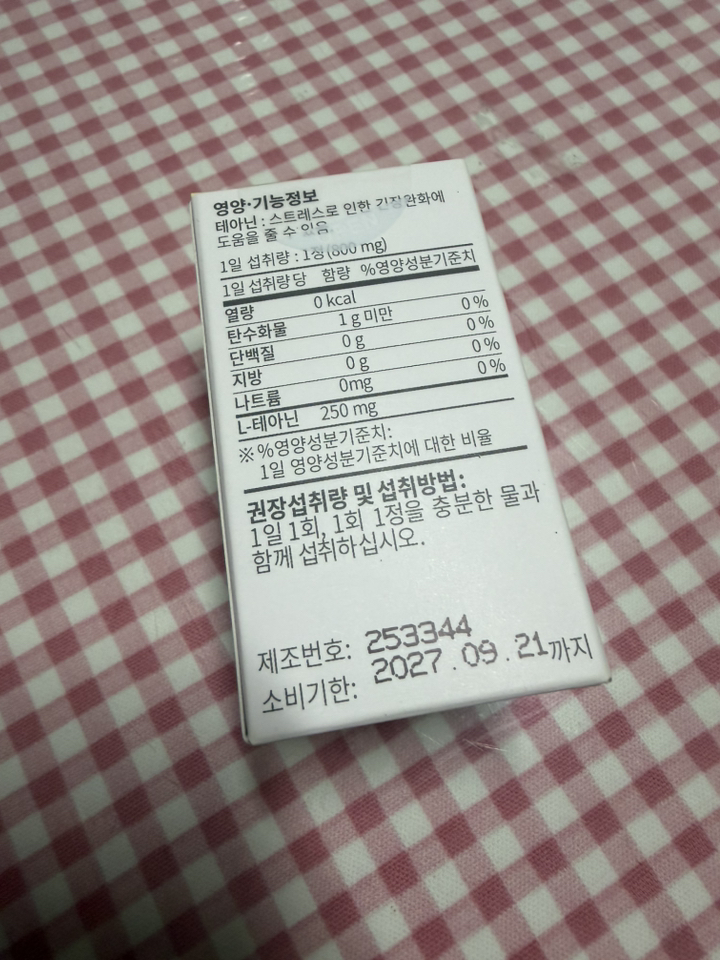 영양·기능정보
테아닌 : 스트레스로 인한 긴장완화에
도움을 줄 수 있음
1일 섭취량 : 1정(800 mg)
1일 섭취량당 함량 %영양성분기준치
열량 0 kcal
탄수화물 1 g 미만 0 %
단백질 0 g 0 %
지방 0 g 0 %
나트륨 0mg 0 %
L-테아닌 250 mg
※ %영양성분기준치:
1일 영양성분기준치에 대한 비율
권장섭취량 및 섭취방법:
1일 1회, 1회 1정을 충분한 물과
함께 섭취하십시오.
제조번호: 253344
소비기한: 2027.09.21까지